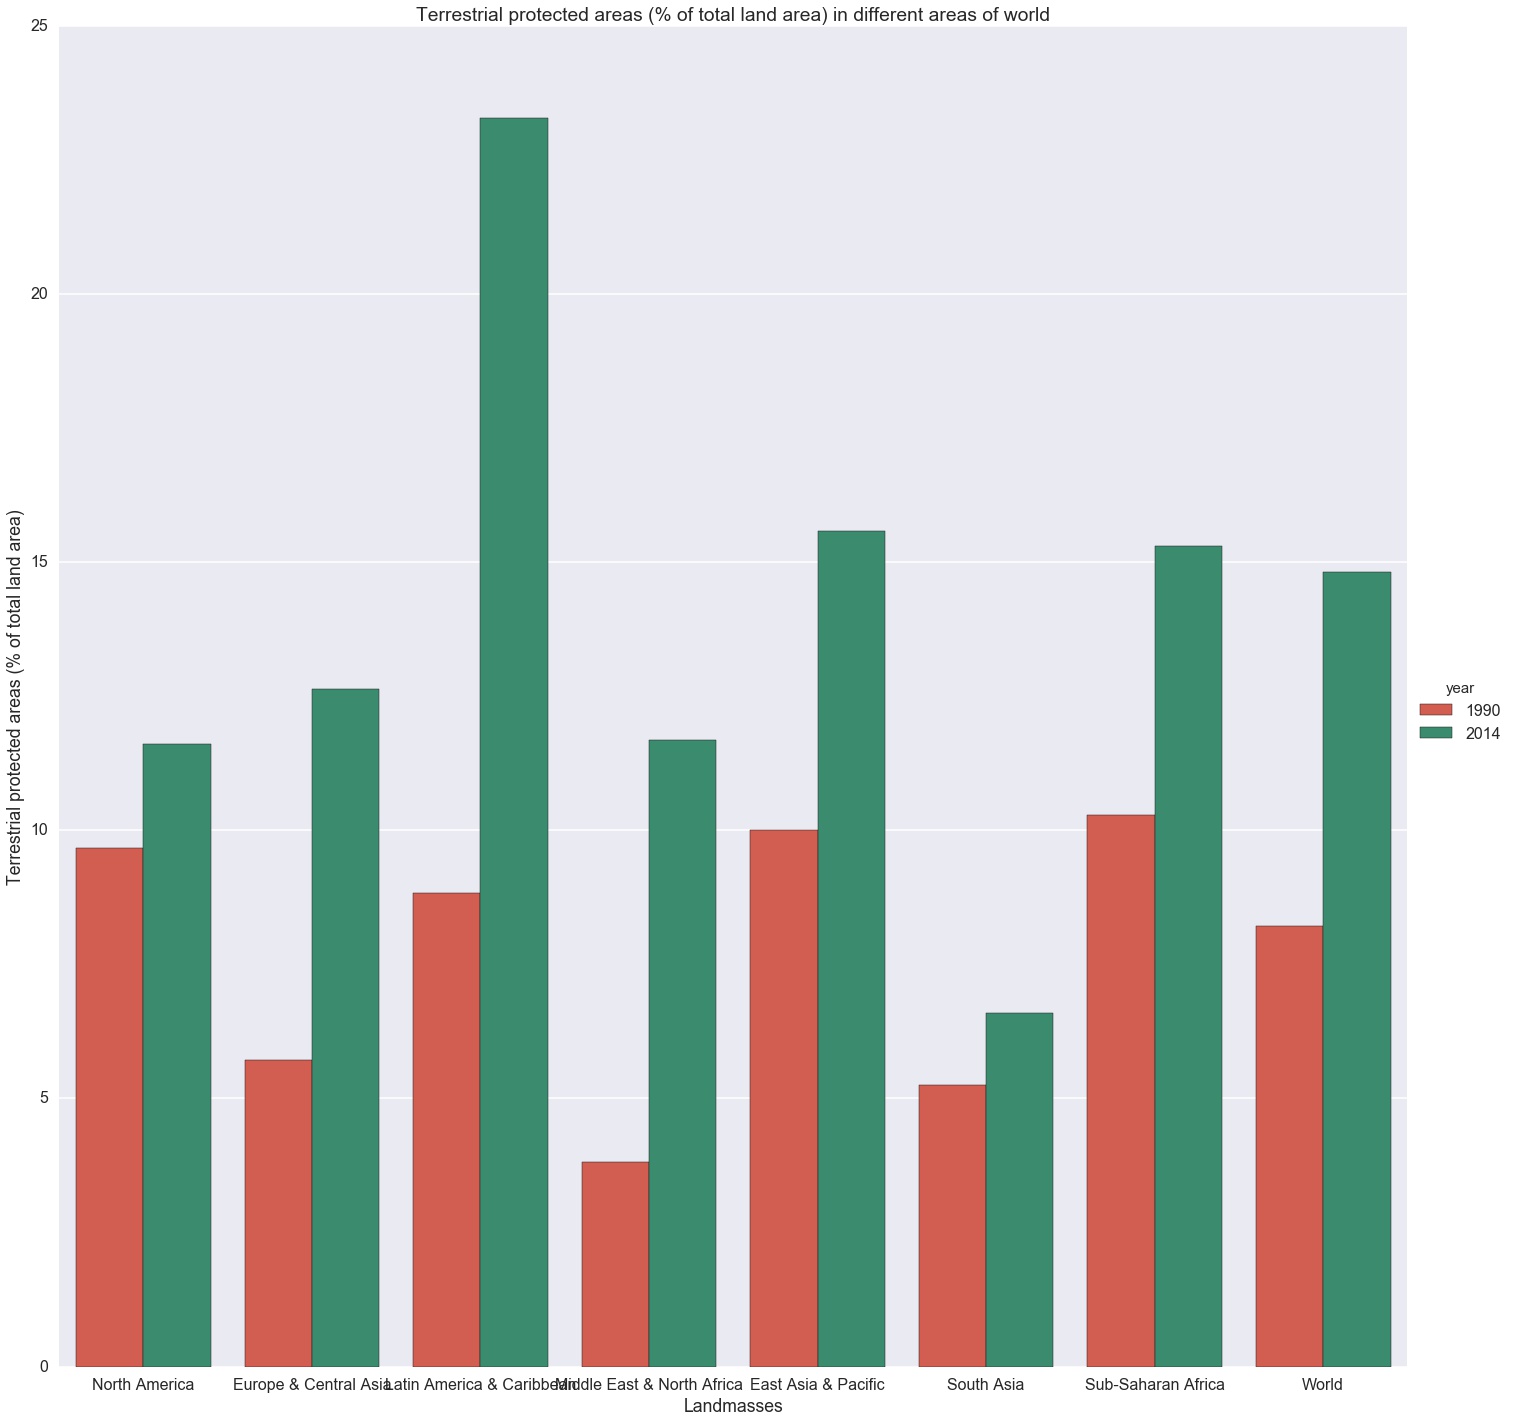 Terrestrial protected areas (% of total land area) in different areas of world
Terrestrial protected areas (% of total land area)
25
20
15
10
5
0
North America
Europe & Central Asia
Latin America & Caribbean
Middle East & North Africa
East Asia & Pacific
South Asia
Sub-Saharan Africa
World
Landmasses
year
1990
2014